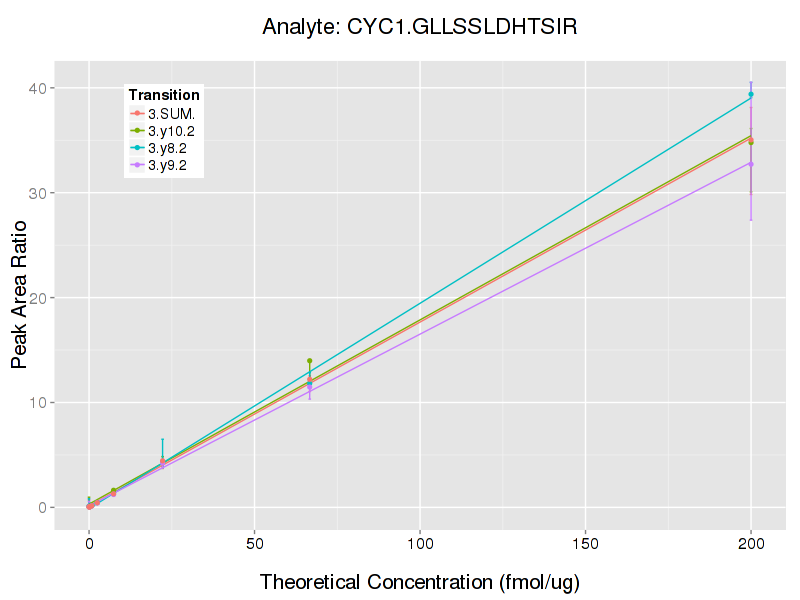 Analyte: CYC1.GLLSSLDHTSIR
Transition
3.SUM.
3.y10.2
3.y8.2
3.y9.2
40
30
20
10
0
Peak Area Ratio
0 50 100 150 200
Theoretical Concentration (fmol/ug)